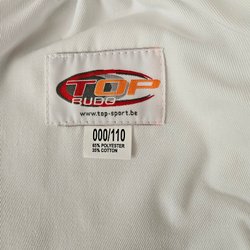 TOP
BUDO
www.top-sport.be
000/110
65% POLYESTER
35% COTTON